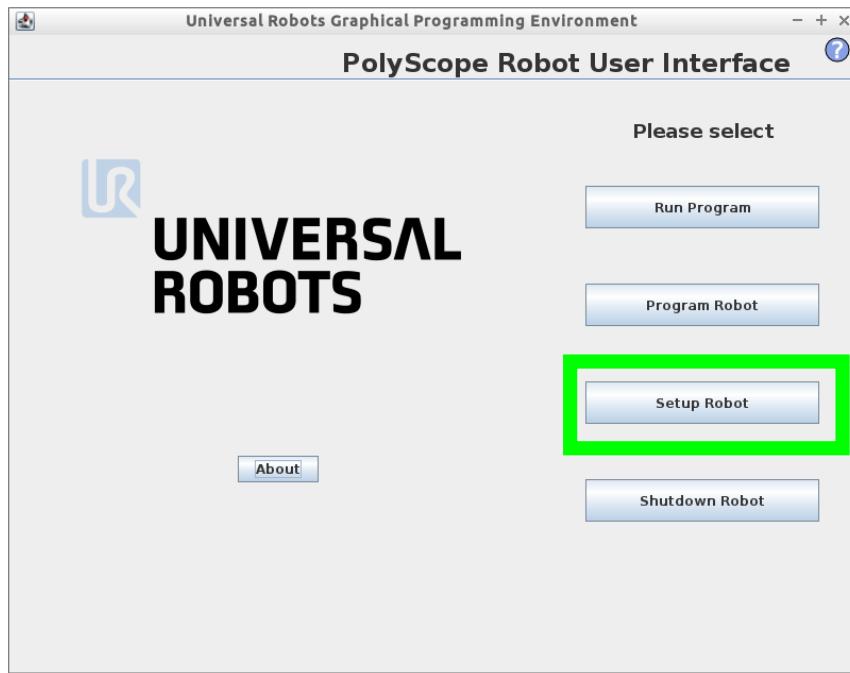 Universal Robots Graphical Programming Environment
PolyScope Robot User Interface
?
Please select
UR
UNIVERSAL
ROBOTS
Run Program
Program Robot
Setup Robot
About
Shutdown Robot